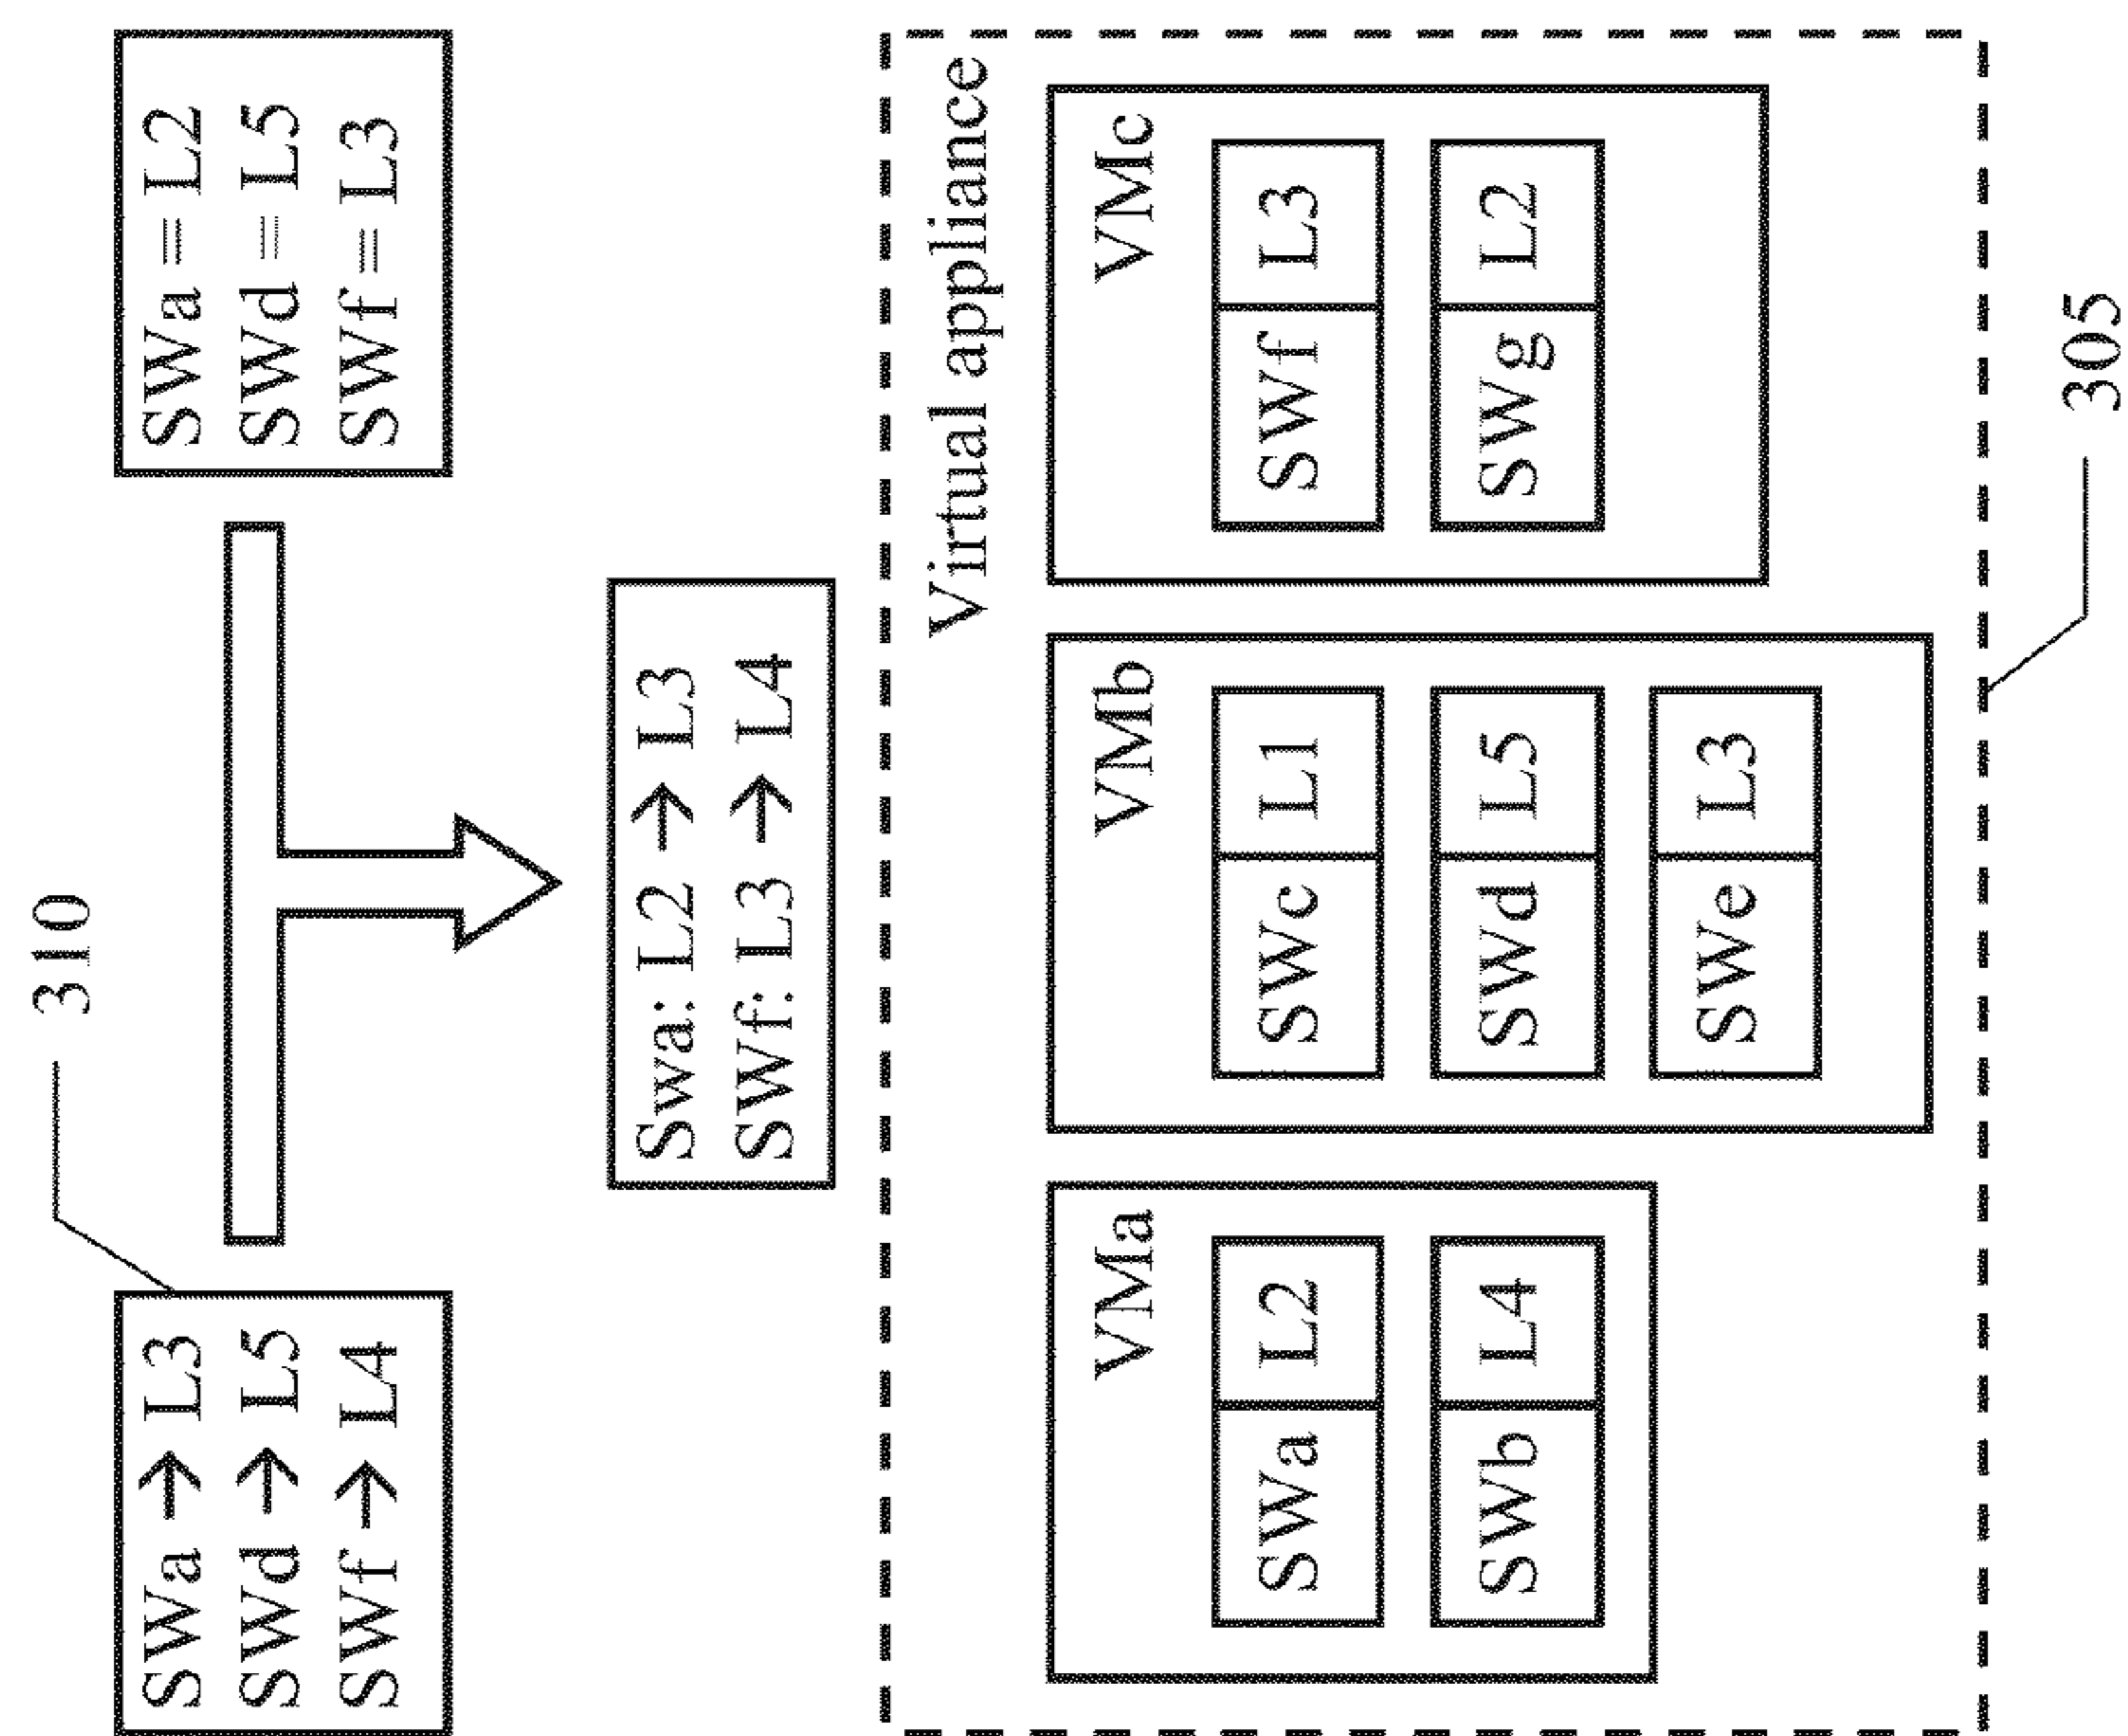 310
SWa → L3
SWd → L5
SWf → L4
SWa = L2
SWd = L5
SWf = L3
Swa: L2 → L3
SWf: L3 → L4
Virtual appliance
VMa
SWa L2
SWb L4
VMb
SWc L1
SWd L5
SWe L3
VMc
SWf L3
SWg L2
305